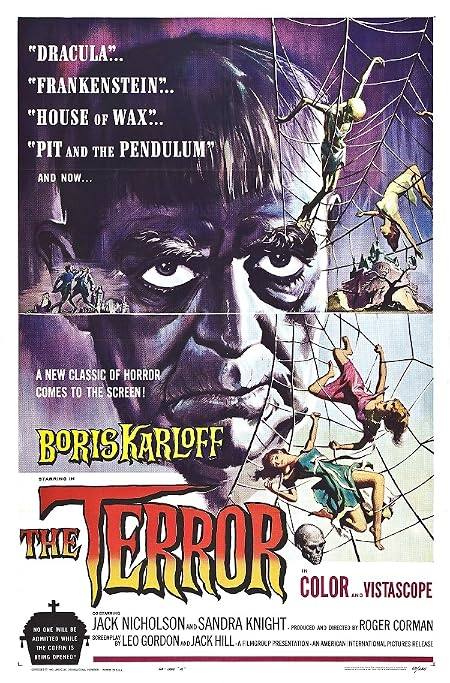 "DRACULA"...
"FRANKENSTEIN"...
"HOUSE OF WAX"...
"PIT AND THE PENDULUM"
AND NOW...
A NEW CLASSIC OF HORROR
COMES TO THE SCREEN!
BORIS KARLOFF
STARRING IN
THE TERROR
IN COLOR AND VISTASCOPE
NO ONE WILL BE
ADMITTED WHILE
THE COFFIN IS
BEING OPENED!
CO-STARRING JACK NICHOLSON AND SANDRA KNIGHT · PRODUCED AND DIRECTED BY ROGER CORMAN
SCREENPLAY BY LEO GORDON AND JACK HILL · A FILMGROUP PRESENTATION · AN AMERICAN INTERNATIONAL PICTURES RELEASE